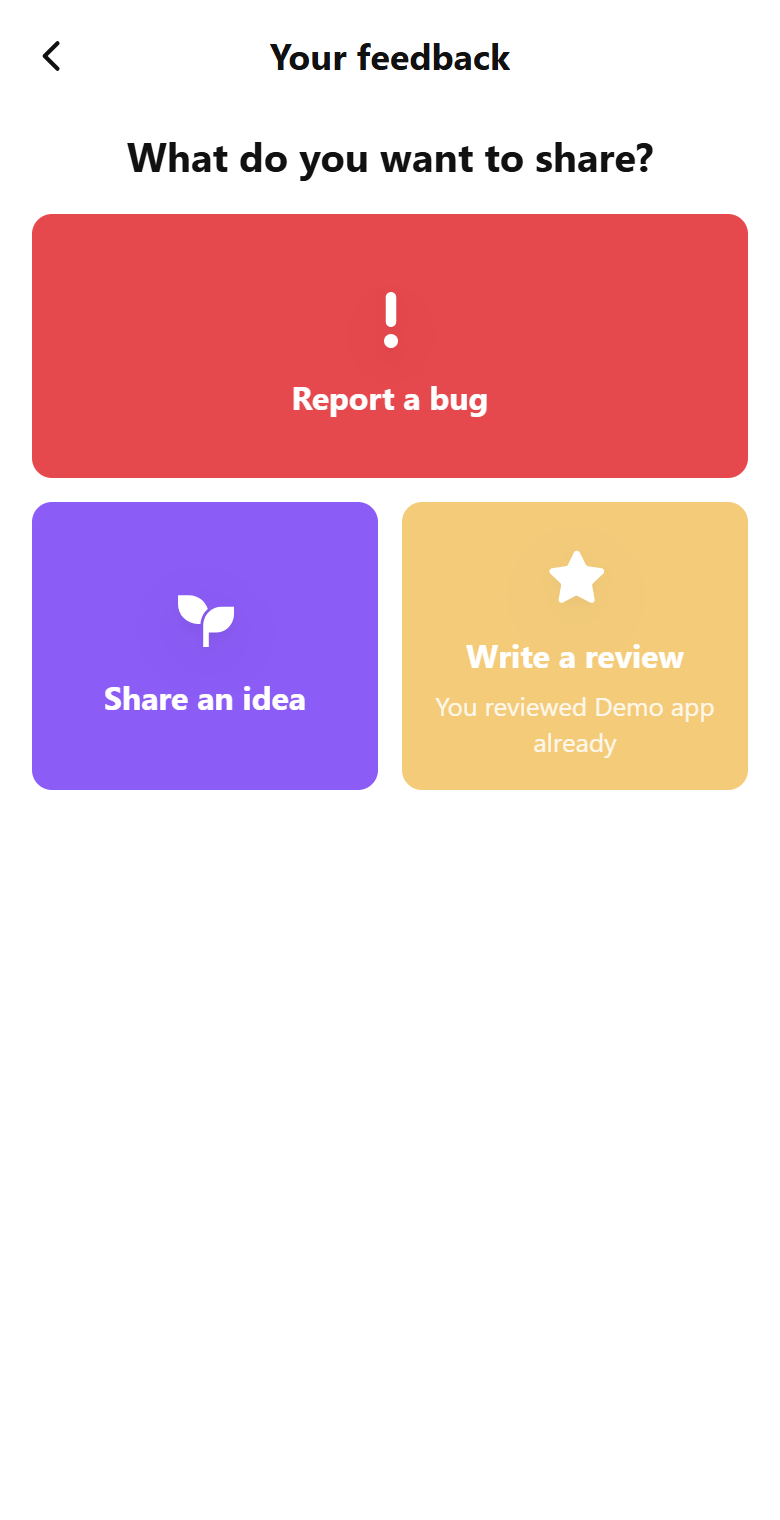 Your feedback
What do you want to share?
Report a bug
Share an idea
Write a review
You reviewed Demo app
already